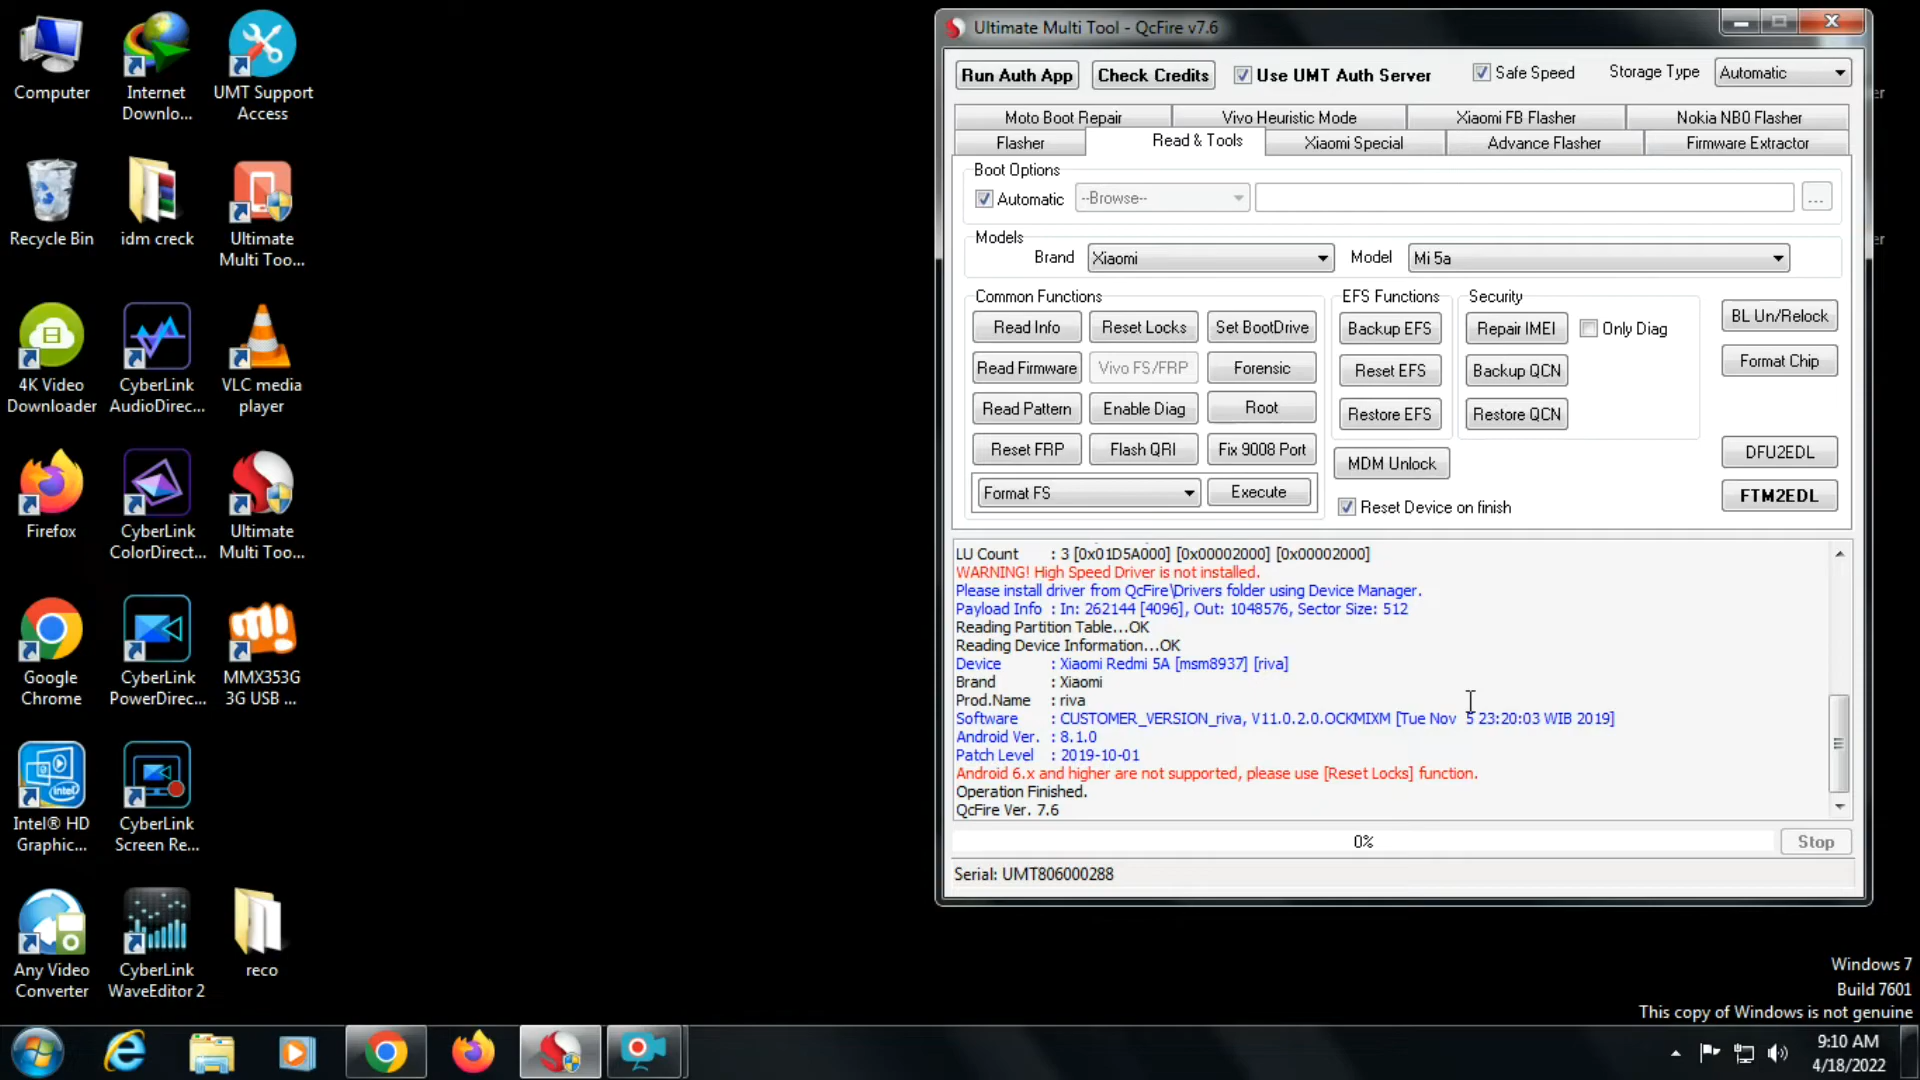 Computer
Internet
Downlo...
UMT Support
Access
Recycle Bin
idm creck
Ultimate
Multi Too...
4K Video
Downloader
CyberLink
AudioDirec...
VLC media
player
Firefox
CyberLink
ColorDirect...
Ultimate
Multi Too...
Google
Chrome
CyberLink
PowerDirec...
MMX353G
3G USB ...
Intel® HD
Graphic...
CyberLink
Screen Re...
Any Video
Converter
CyberLink
WaveEditor 2
reco
Ultimate Multi Tool - QcFire v7.6
Run Auth App
Check Credits
Use UMT Auth Server
Safe Speed
Storage Type
Automatic
Moto Boot Repair
Vivo Heuristic Mode
Xiaomi FB Flasher
Nokia NB0 Flasher
Flasher
Read & Tools
Xiaomi Special
Advance Flasher
Firmware Extractor
Boot Options
Automatic
--Browse--
...
Models
Brand
Xiaomi
Model
Mi 5a
Common Functions
Read Info
Reset Locks
Set BootDrive
Read Firmware
Vivo FS/FRP
Forensic
Read Pattern
Enable Diag
Root
Reset FRP
Flash QRI
Fix 9008 Port
Format FS
Execute
EFS Functions
Backup EFS
Reset EFS
Restore EFS
MDM Unlock
Reset Device on finish
Security
Repair IMEI
Only Diag
Backup QCN
Restore QCN
BL Un/Relock
Format Chip
DFU2EDL
FTM2EDL
LU Count : 3 [0x01D5A000] [0x00002000] [0x00002000]
WARNING! High Speed Driver is not installed.
Please install driver from QcFire\Drivers folder using Device Manager.
Payload Info : In: 262144 [4096], Out: 1048576, Sector Size: 512
Reading Partition Table...OK
Reading Device Information...OK
Device : Xiaomi Redmi 5A [msm8937] [riva]
Brand : Xiaomi
Prod.Name : riva
Software : CUSTOMER_VERSION_riva, V11.0.2.0.OCKMIXM [Tue Nov 5 23:20:03 WIB 2019]
Android Ver. : 8.1.0
Patch Level : 2019-10-01
Android 6.x and higher are not supported, please use [Reset Locks] function.
Operation Finished.
QcFire Ver. 7.6
0%
Stop
Serial: UMT806000288
er
er
Windows 7
Build 7601
This copy of Windows is not genuine
9:10 AM
4/18/2022